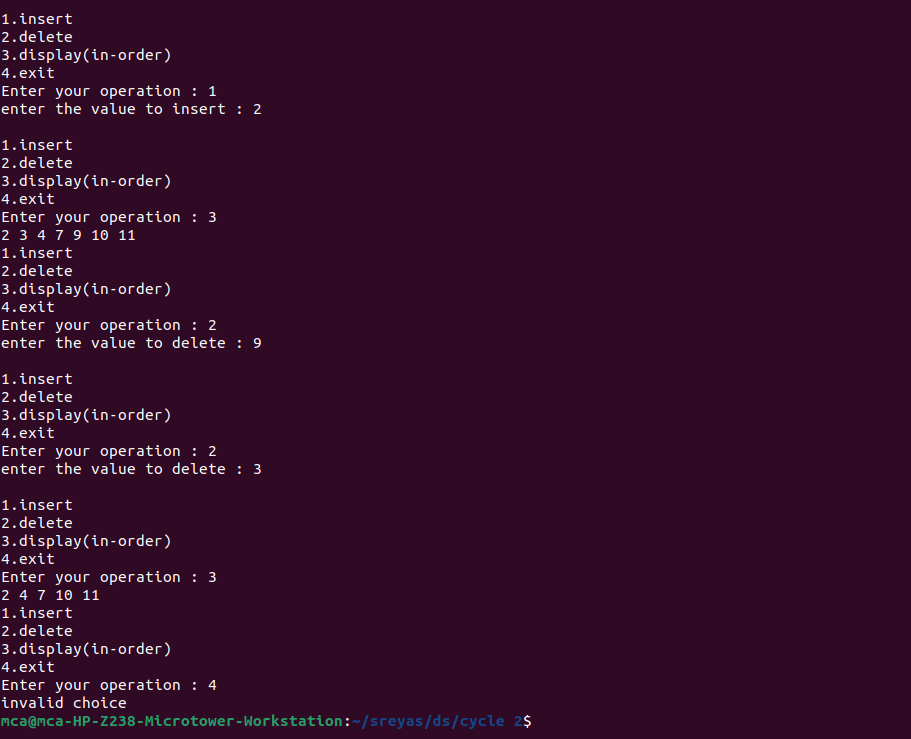 1.insert
2.delete
3.display(in-order)
4.exit
Enter your operation : 1
enter the value to insert : 2
1.insert
2.delete
3.display(in-order)
4.exit
Enter your operation : 3
2 3 4 7 9 10 11
1.insert
2.delete
3.display(in-order)
4.exit
Enter your operation : 2
enter the value to delete : 9
1.insert
2.delete
3.display(in-order)
4.exit
Enter your operation : 2
enter the value to delete : 3
1.insert
2.delete
3.display(in-order)
4.exit
Enter your operation : 3
2 4 7 10 11
1.insert
2.delete
3.display(in-order)
4.exit
Enter your operation : 4
invalid choice
mca@mca-HP-Z238-Microtower-Workstation:~/sreyas/ds/cycle 2$